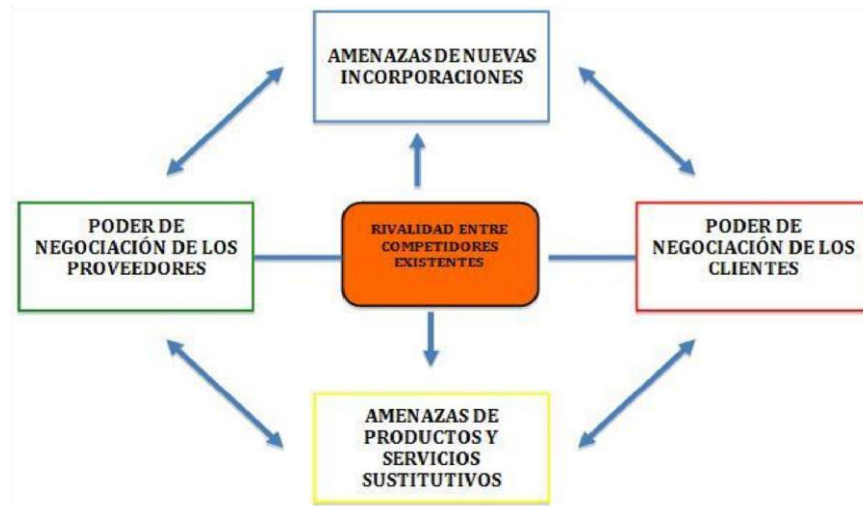 AMENAZAS DE NUEVAS
INCORPORACIONES
PODER DE
NEGOCIACIÓN DE LOS
PROVEEDORES
RIVALIDAD ENTRE
COMPETIDORES
EXISTENTES
PODER DE
NEGOCIACIÓN DE LOS
CLIENTES
AMENAZAS DE
PRODUCTOS Y
SERVICIOS
SUSTITUTIVOS